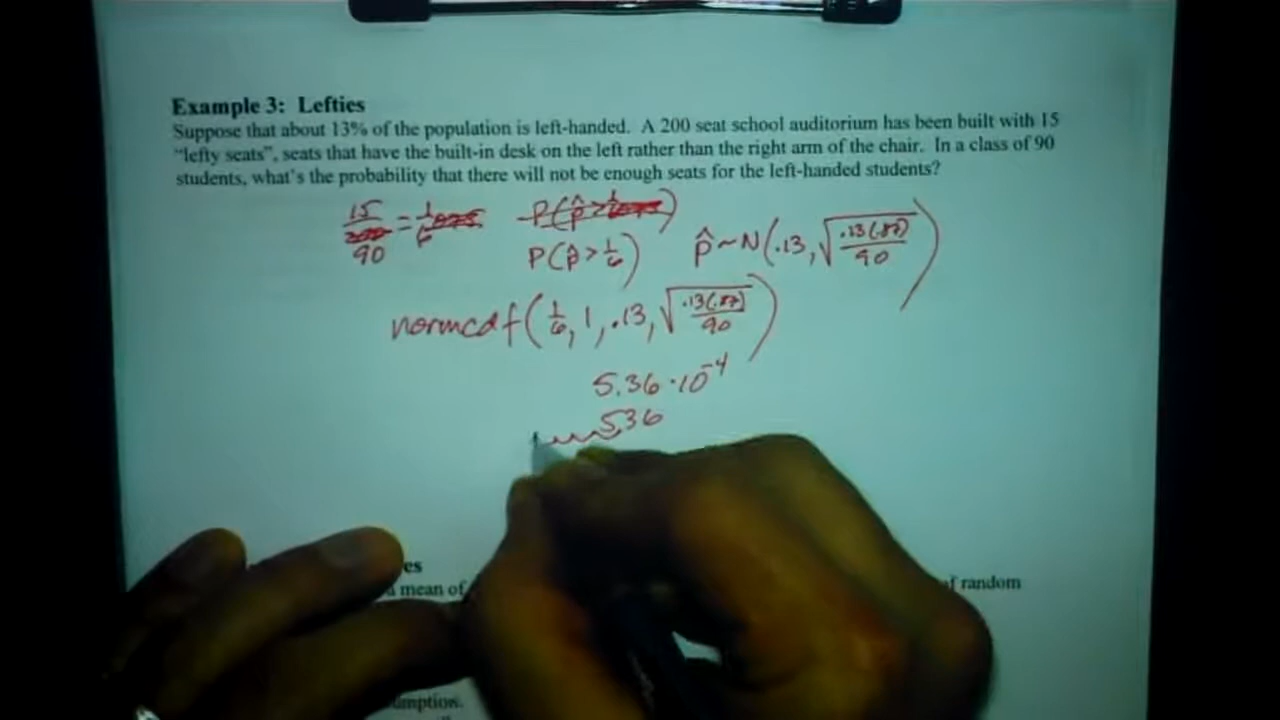 Example 3: Lefties
Suppose that about 13% of the population is left-handed. A 200 seat school auditorium has been built with 15
“lefty seats”, seats that have the built-in desk on the left rather than the right arm of the chair. In a class of 90
students, what's the probability that there will not be enough seats for the left-handed students?
15/90 = 1/6
P(p̂ > 1/6) p̂ ~ N(.13, √(.13(.87)/90))
normcdf(1/6, 1, .13, √(.13(.87)/90))
5.36 · 10⁻⁴
536
es
a mean of of random
mption.